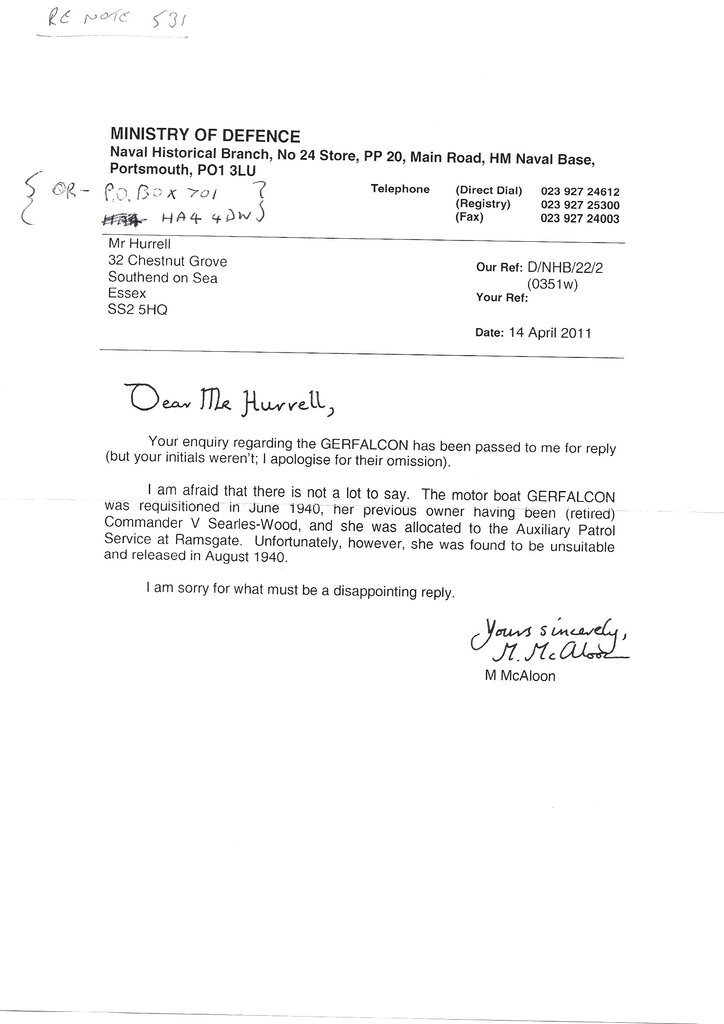 RE NOTE 531
MINISTRY OF DEFENCE
Naval Historical Branch, No 24 Store, PP 20, Main Road, HM Naval Base,
Portsmouth, PO1 3LU
OR - P.O. BOX 701
HA4 4DW
Telephone (Direct Dial) 023 927 24612
(Registry) 023 927 25300
(Fax) 023 927 24003
Mr Hurrell
32 Chestnut Grove
Southend on Sea
Essex
SS2 5HQ
Our Ref: D/NHB/22/2
(0351w)
Your Ref:
Date: 14 April 2011
Dear Mr Hurrell,
Your enquiry regarding the GERFALCON has been passed to me for reply
(but your initials weren't; I apologise for their omission).
I am afraid that there is not a lot to say. The motor boat GERFALCON
was requisitioned in June 1940, her previous owner having been (retired)
Commander V Searles-Wood, and she was allocated to the Auxiliary Patrol
Service at Ramsgate. Unfortunately, however, she was found to be unsuitable
and released in August 1940.
I am sorry for what must be a disappointing reply.
Yours sincerely,
M. McAloon
M McAloon